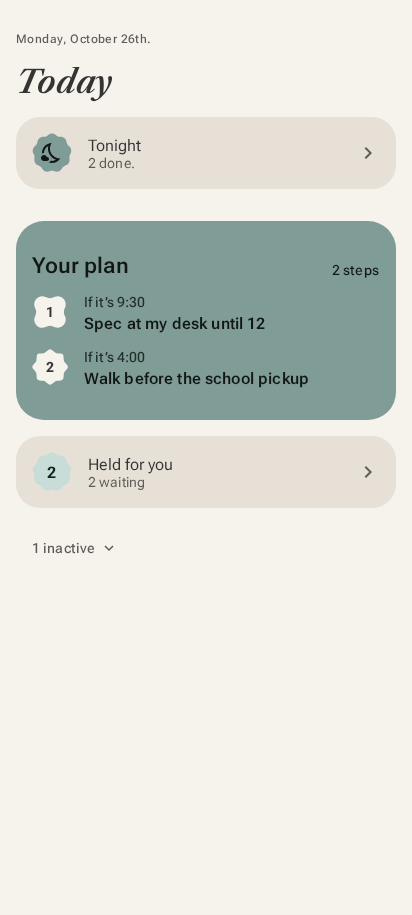 Monday, October 26th.
Today
Tonight
2 done.
Your plan
2 steps
1
If it's 9:30
Spec at my desk until 12
2
If it's 4:00
Walk before the school pickup
2
Held for you
2 waiting
1 inactive